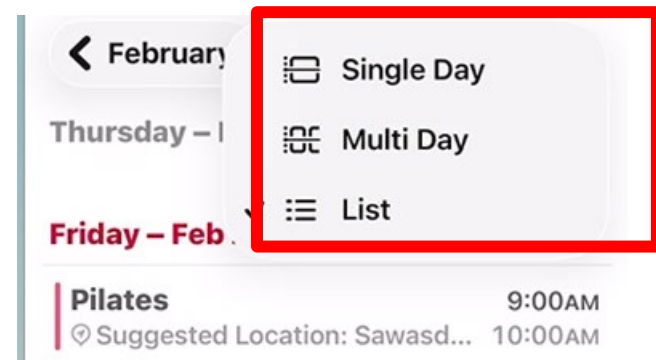 February
Single Day
Thursday –
Multi Day
List
Friday – Feb
Pilates 9:00AM
Suggested Location: Sawasd... 10:00AM